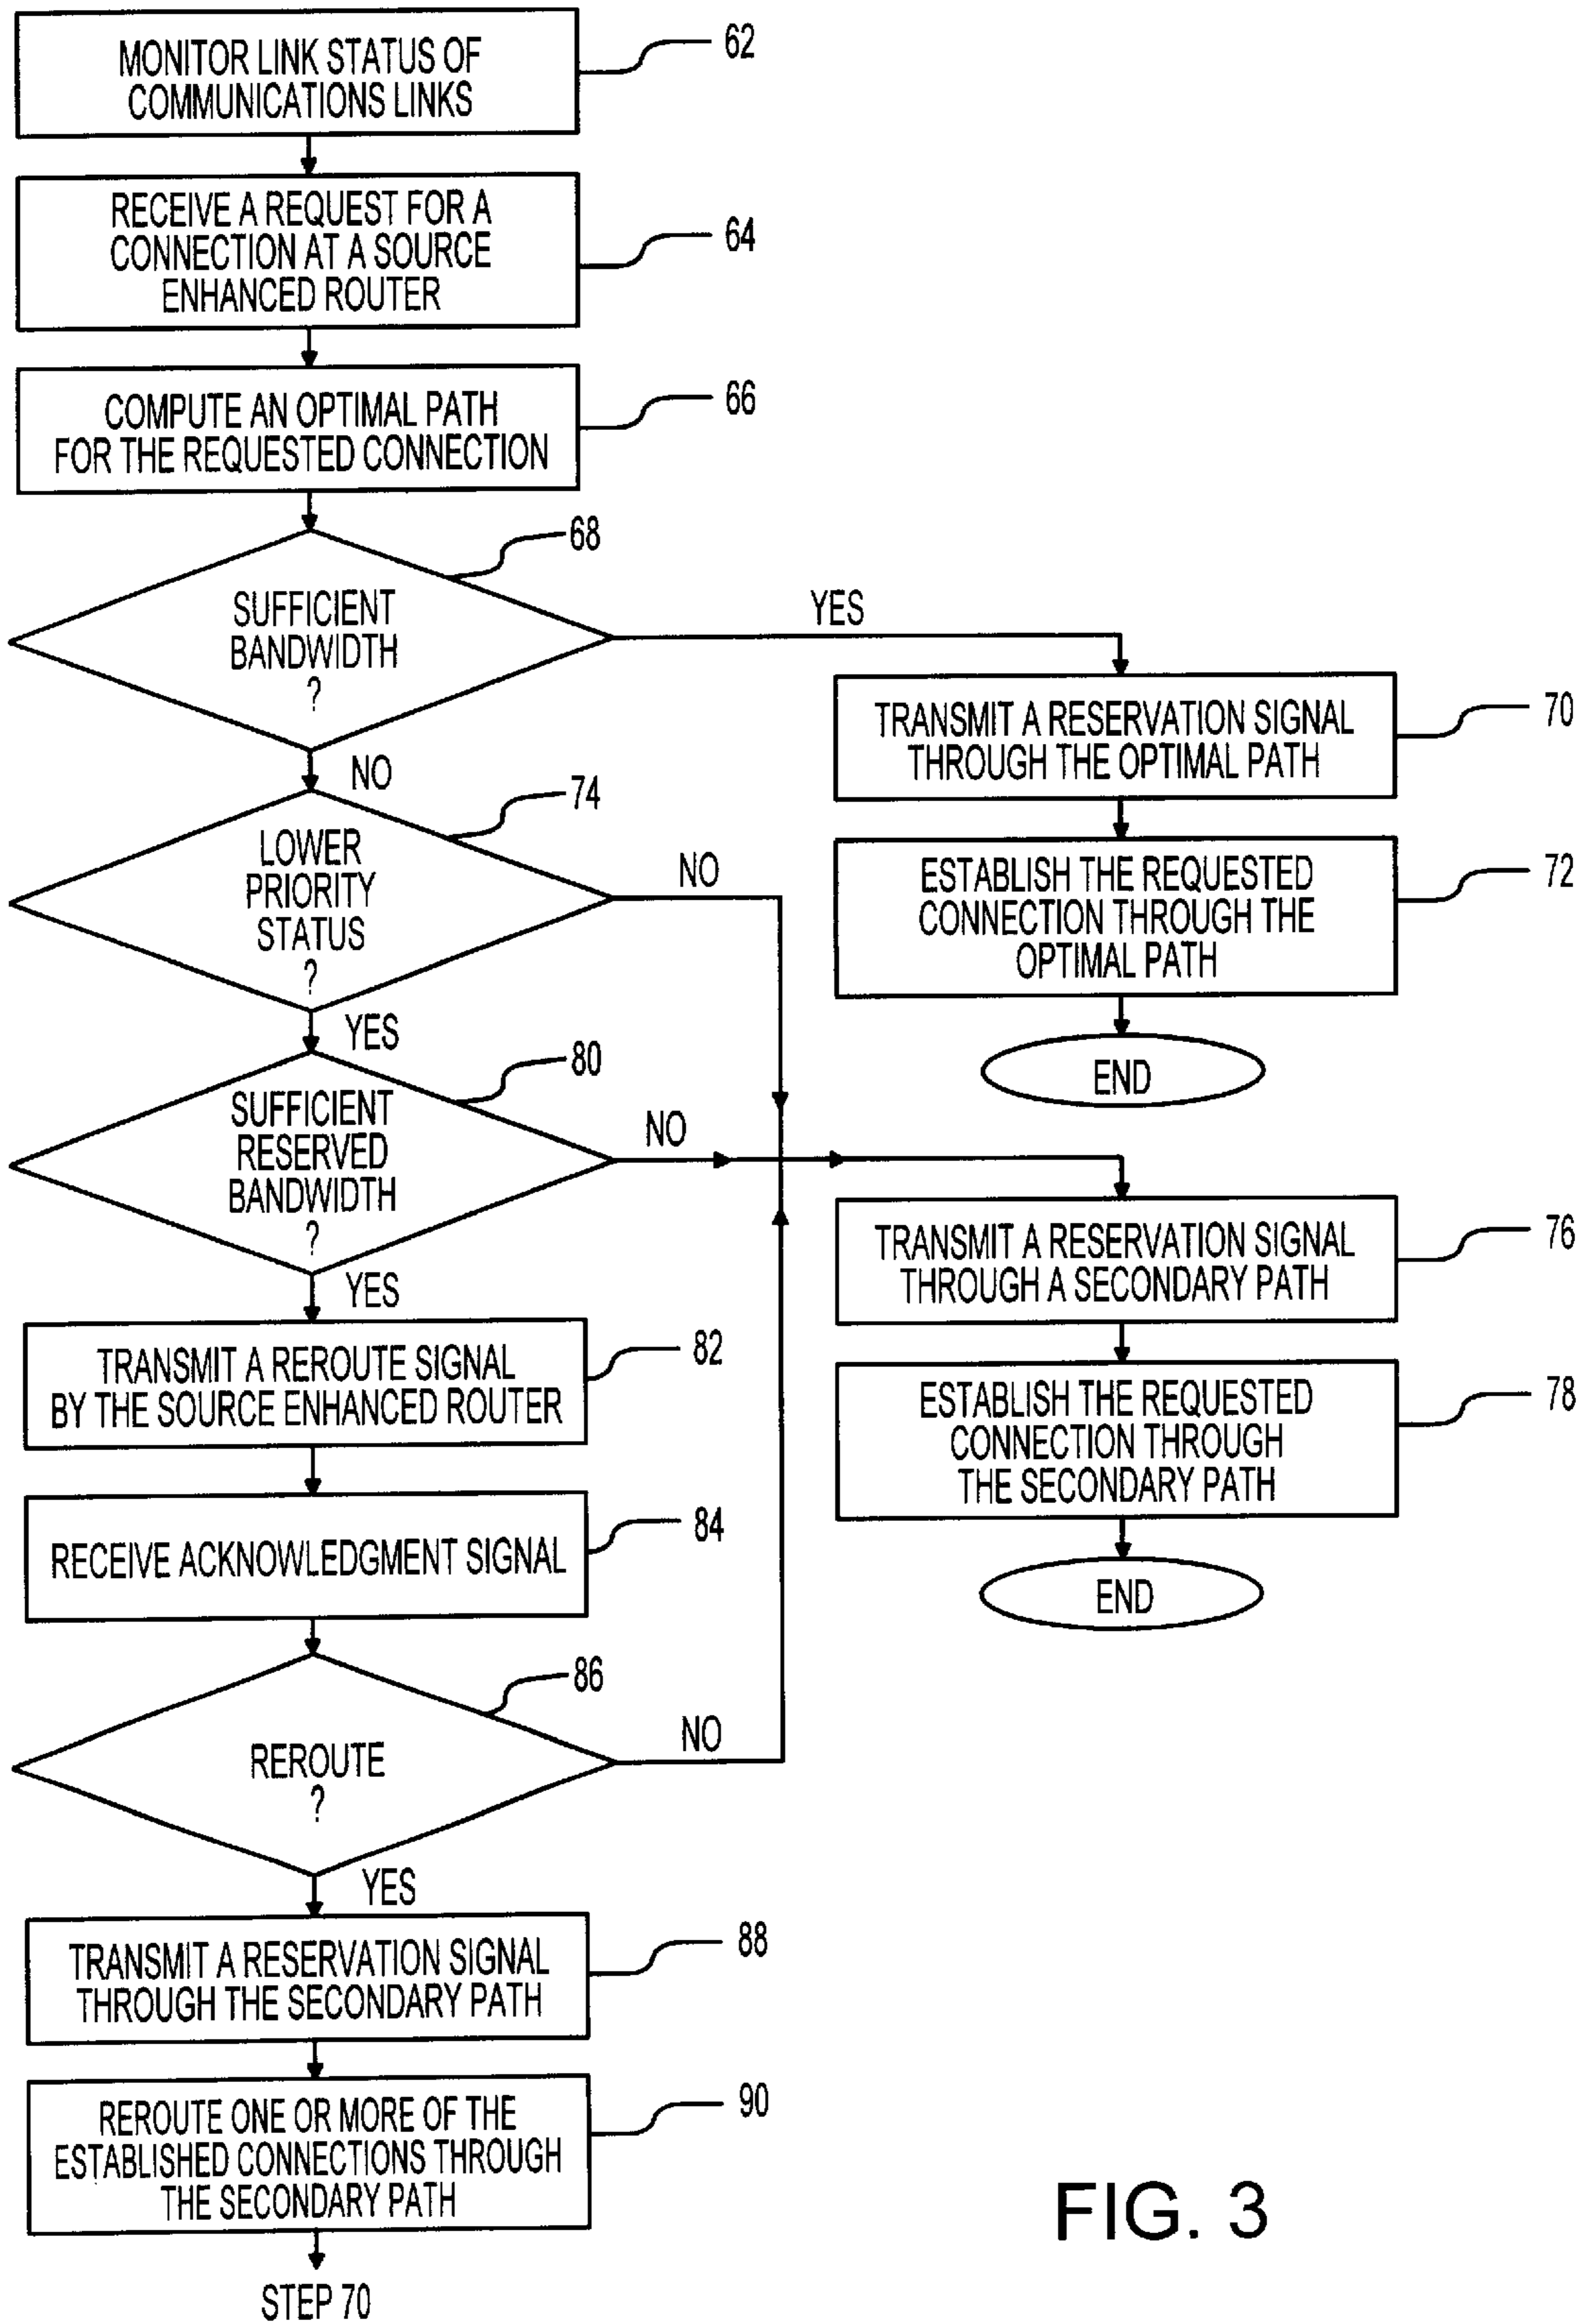 MONITOR LINK STATUS OF
COMMUNICATIONS LINKS
62
RECEIVE A REQUEST FOR A
CONNECTION AT A SOURCE
ENHANCED ROUTER
64
COMPUTE AN OPTIMAL PATH
FOR THE REQUESTED CONNECTION
66
SUFFICIENT
BANDWIDTH
?
68
YES
NO
TRANSMIT A RESERVATION SIGNAL
THROUGH THE OPTIMAL PATH
70
ESTABLISH THE REQUESTED
CONNECTION THROUGH THE
OPTIMAL PATH
72
END
LOWER
PRIORITY
STATUS
?
74
NO
YES
SUFFICIENT
RESERVED
BANDWIDTH
?
80
NO
YES
TRANSMIT A RESERVATION SIGNAL
THROUGH A SECONDARY PATH
76
ESTABLISH THE REQUESTED
CONNECTION THROUGH
THE SECONDARY PATH
78
END
TRANSMIT A REROUTE SIGNAL
BY THE SOURCE ENHANCED ROUTER
82
RECEIVE ACKNOWLEDGMENT SIGNAL
84
REROUTE
?
86
NO
YES
TRANSMIT A RESERVATION SIGNAL
THROUGH THE SECONDARY PATH
88
REROUTE ONE OR MORE OF THE
ESTABLISHED CONNECTIONS THROUGH
THE SECONDARY PATH
90
STEP 70
FIG. 3